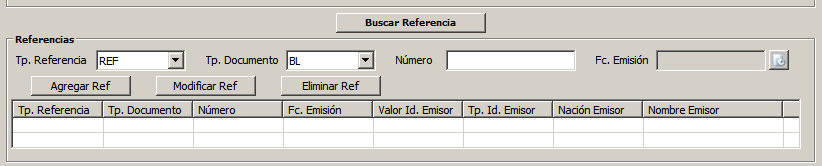 Buscar Referencia
Referencias
Tp. Referencia REF Tp. Documento BL Número Fc. Emisión
Agregar Ref Modificar Ref Eliminar Ref
Tp. Referencia Tp. Documento Número Fc. Emisión Valor Id. Emisor Tp. Id. Emisor Nación Emisor Nombre Emisor